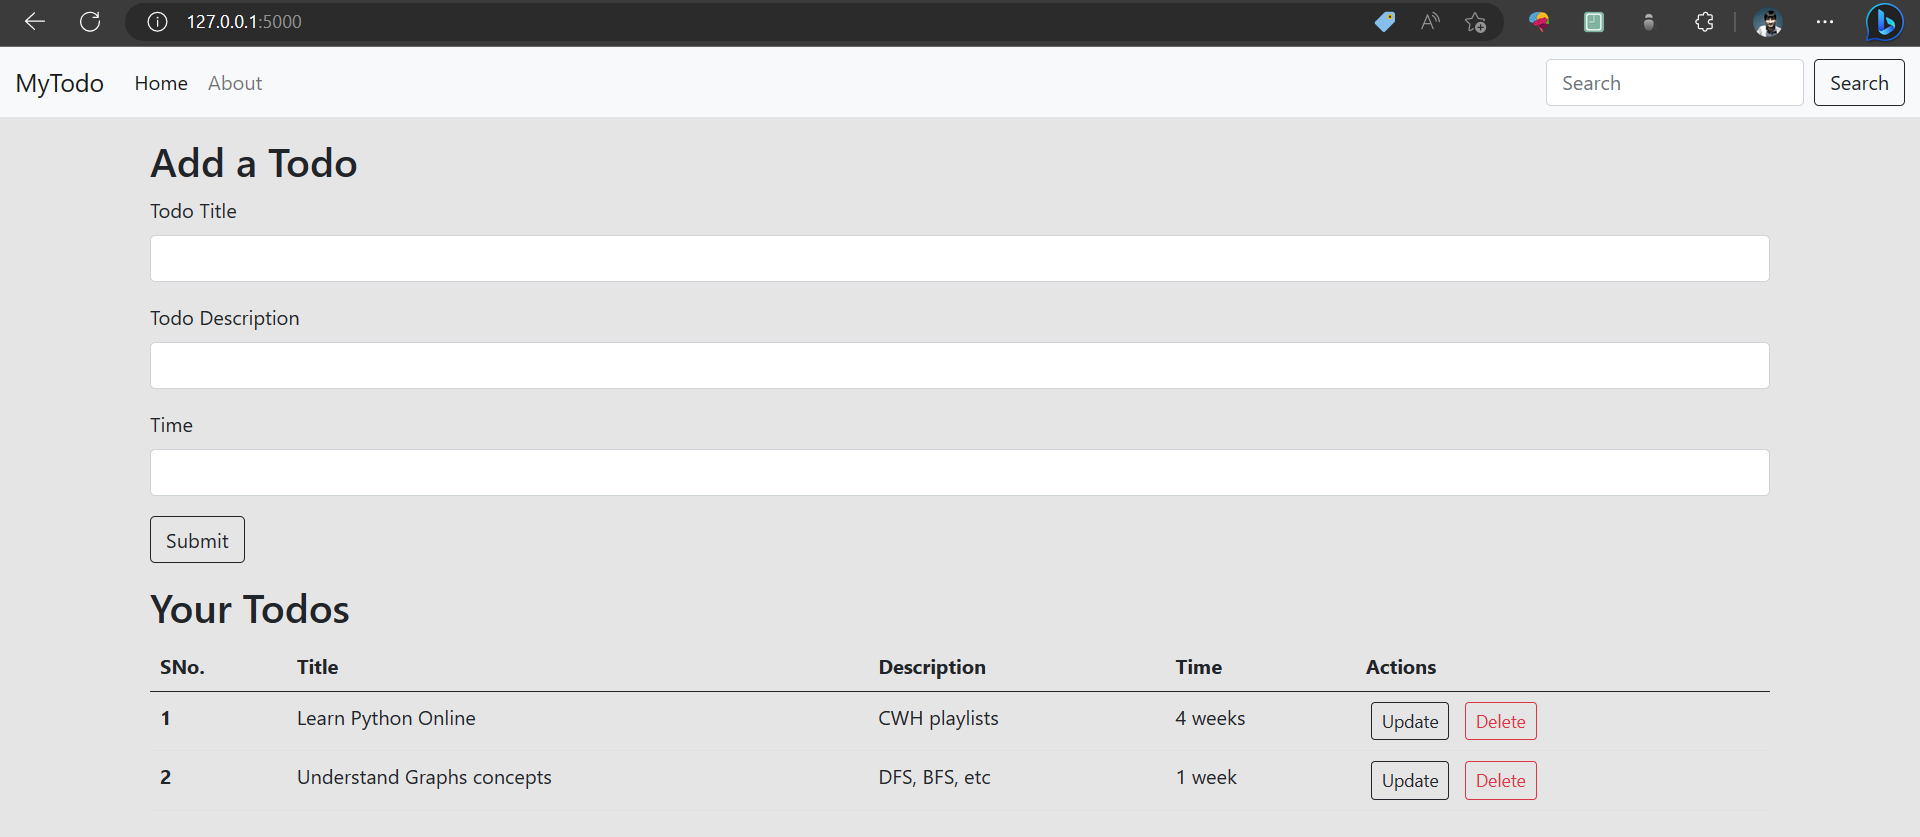 127.0.0.1:5000
MyTodo Home About Search Search
Add a Todo
Todo Title
Todo Description
Time
Submit
Your Todos
SNo. Title Description Time Actions
1 Learn Python Online CWH playlists 4 weeks Update Delete
2 Understand Graphs concepts DFS, BFS, etc 1 week Update Delete